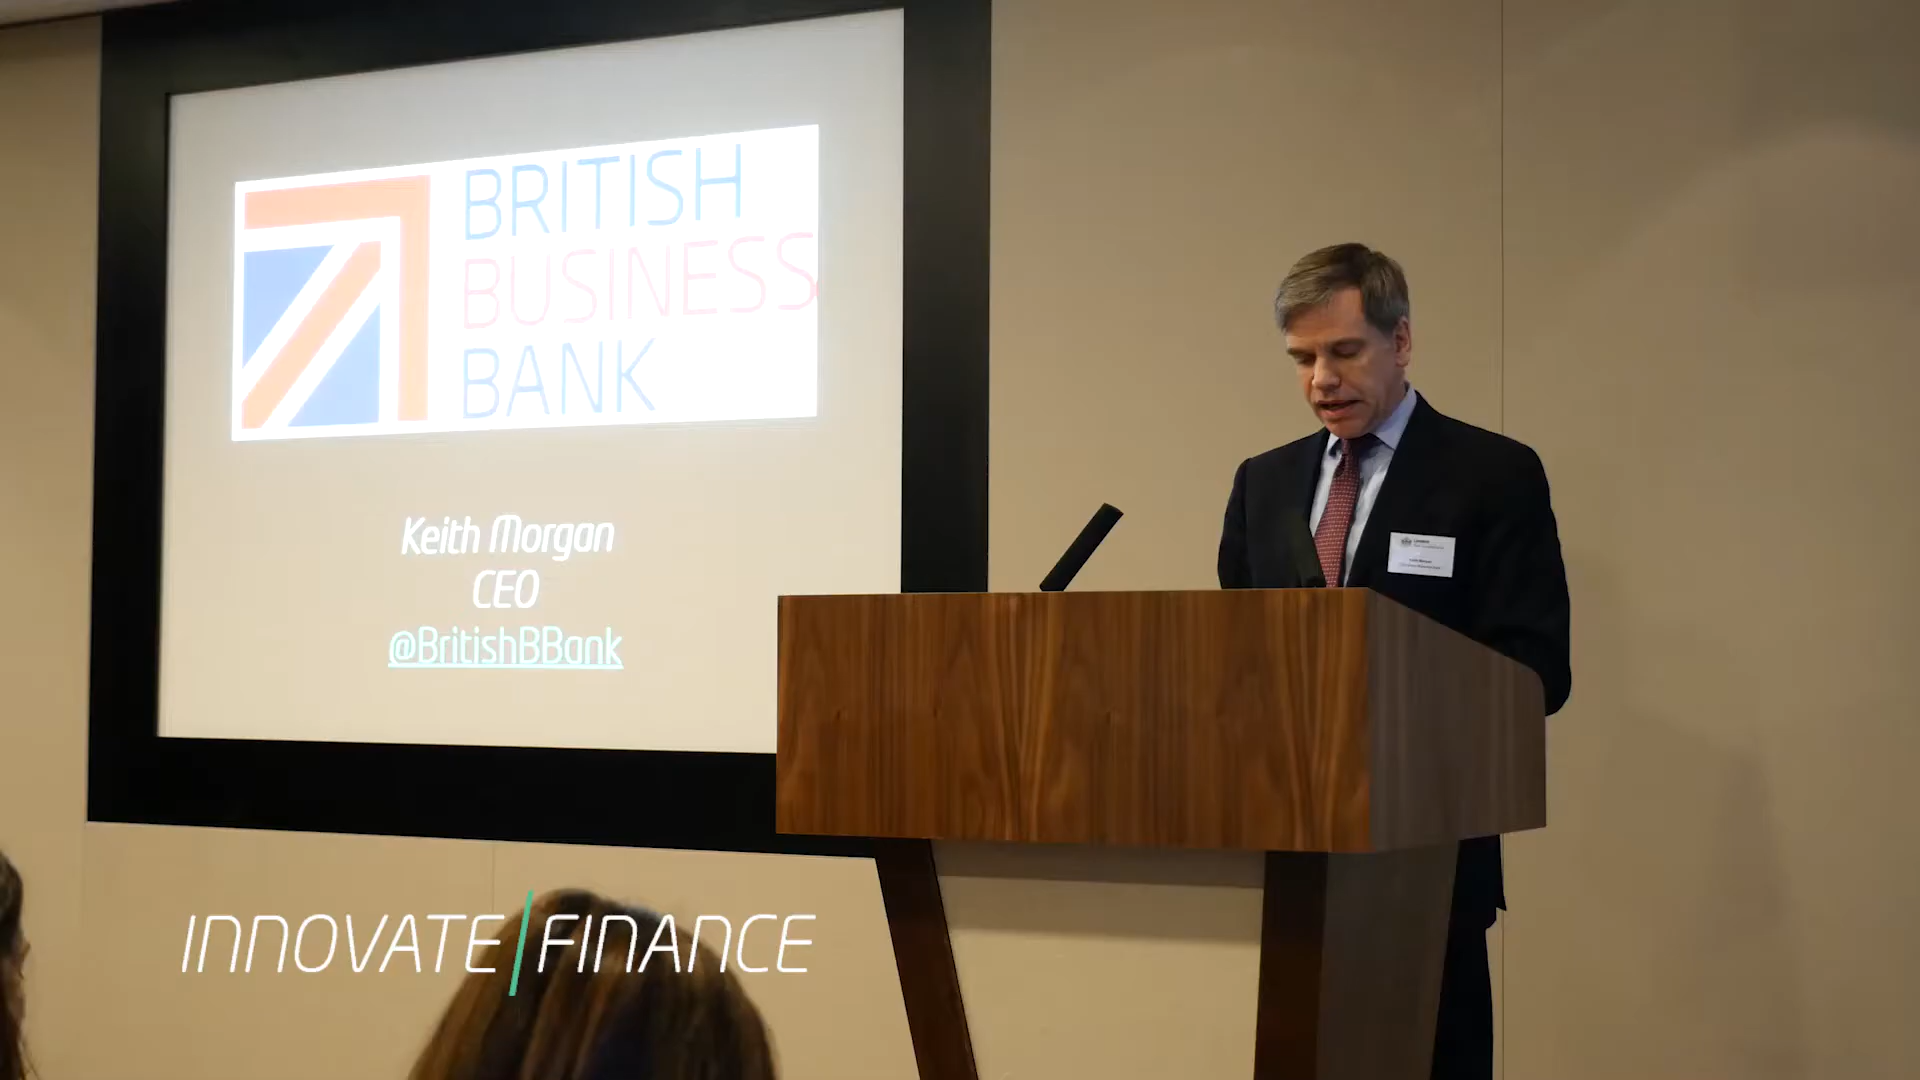 BRITISH
BUSINESS
BANK
Keith Morgan
CEO
@BritishBBank
INNOVATE/FINANCE